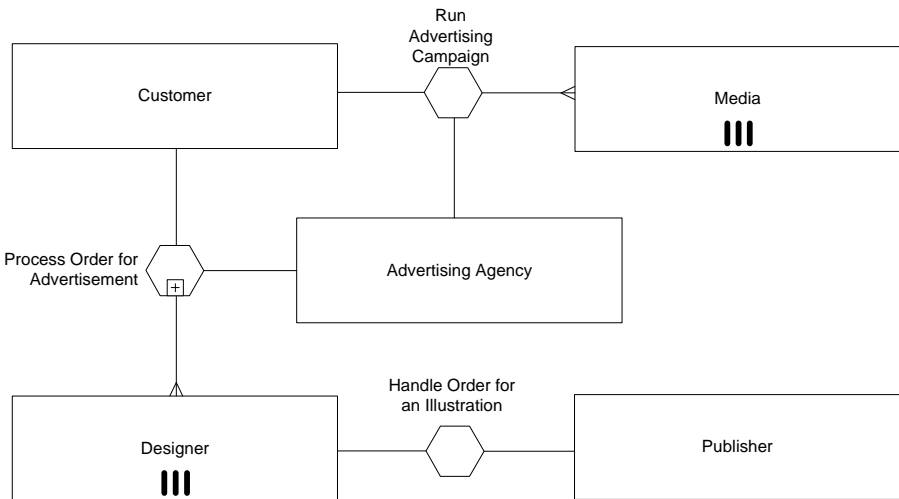 Run
Advertising
Campaign
Customer
Media
Process Order for
Advertisement
Advertising Agency
Handle Order for
an Illustration
Designer
Publisher